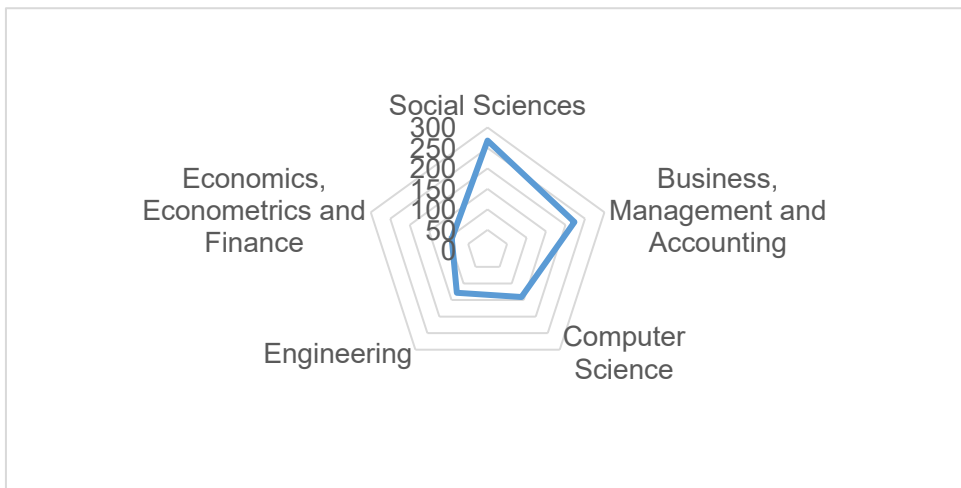 Social Sciences
300
250
200
150
100
50
0
Economics,
Econometrics and
Finance
Business,
Management and
Accounting
Engineering
Computer
Science